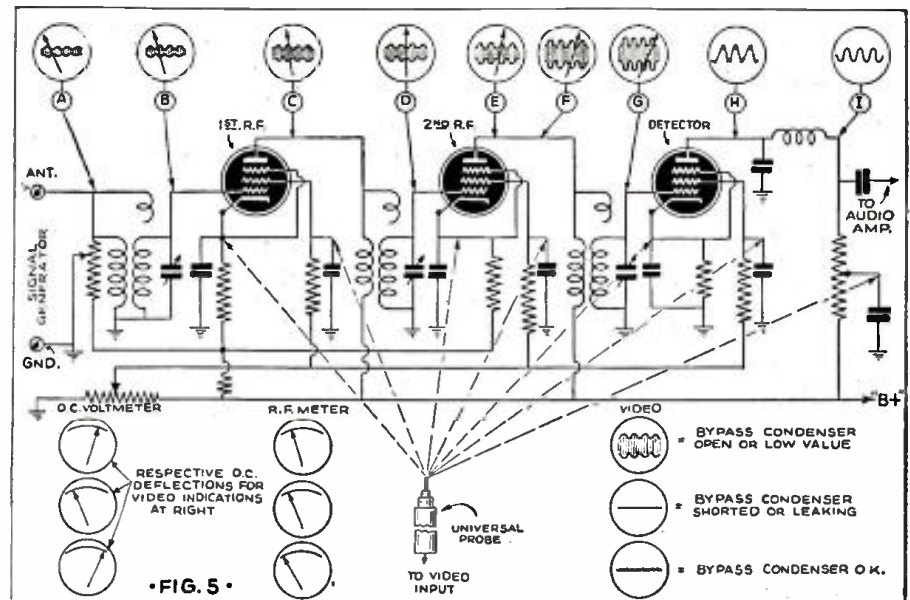 A
B
C
D
E
F
G
H
I
1ST. R.F.
2ND R.F.
DETECTOR
ANT.
SIGNAL
GENERATOR
GND.
TO
AUDIO
AMP.
"B+"
D.C. VOLTMETER
R.F. METER
VIDEO
RESPECTIVE D.C.
DEFLECTIONS FOR
VIDEO INDICATIONS
AT RIGHT
UNIVERSAL
PROBE
TO VIDEO
INPUT
= BYPASS CONDENSER
OPEN OR LOW VALUE
= BYPASS CONDENSER
SHORTED OR LEAKING
= BYPASS CONDENSER O.K.
• FIG. 5 •